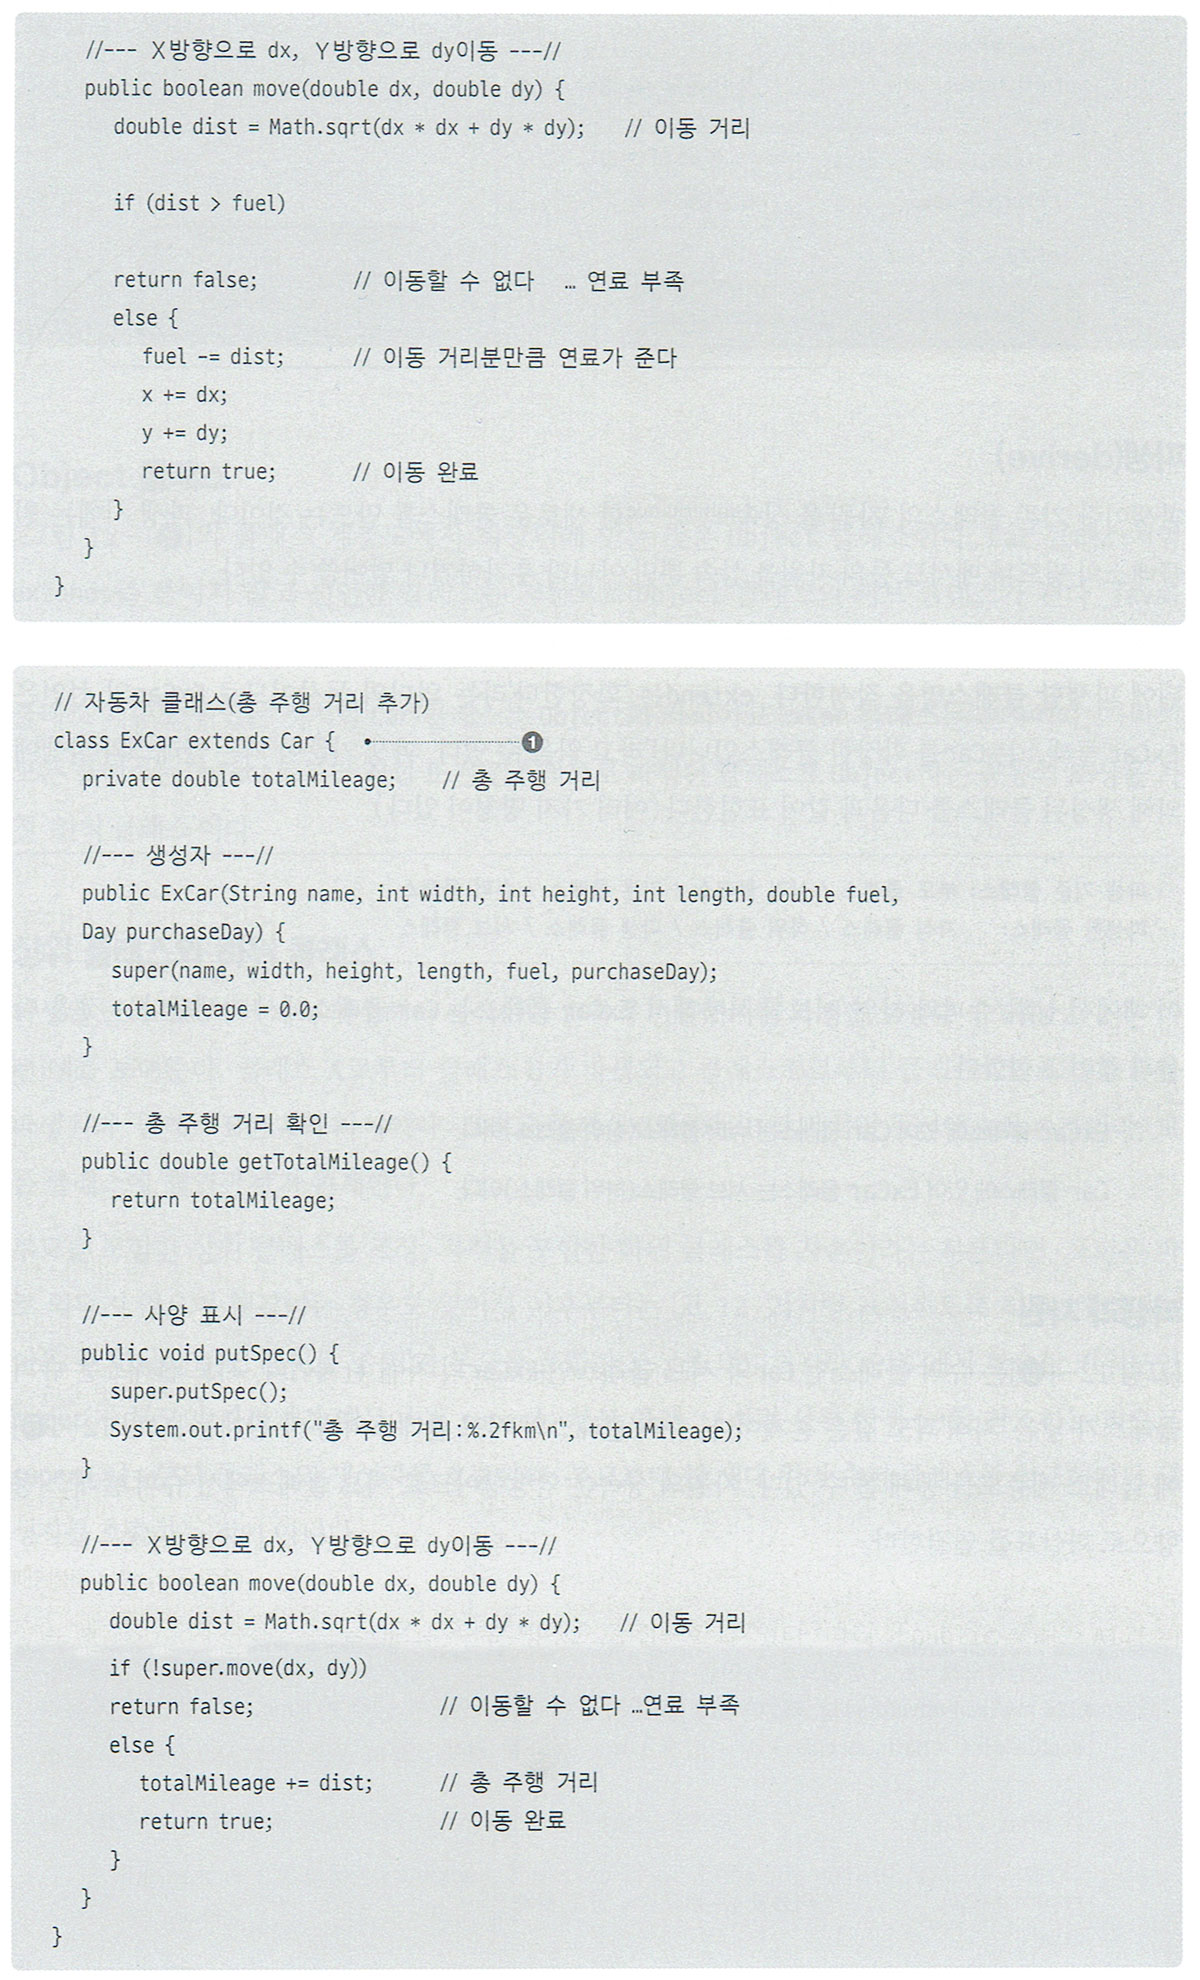 //--- X방향으로 dx, Y방향으로 dy이동 ---//
public boolean move(double dx, double dy) {
double dist = Math.sqrt(dx * dx + dy * dy); // 이동 거리
if (dist > fuel)
return false; // 이동할 수 없다 … 연료 부족
else {
fuel -= dist; // 이동 거리분만큼 연료가 준다
x += dx;
y += dy;
return true; // 이동 완료
}
}
}
// 자동차 클래스(총 주행 거리 추가)
class ExCar extends Car { ❶
private double totalMileage; // 총 주행 거리
//--- 생성자 ---//
public ExCar(String name, int width, int height, int length, double fuel,
Day purchaseDay) {
super(name, width, height, length, fuel, purchaseDay);
totalMileage = 0.0;
}
//--- 총 주행 거리 확인 ---//
public double getTotalMileage() {
return totalMileage;
}
//--- 사양 표시 ---//
public void putSpec() {
super.putSpec();
System.out.printf("총 주행 거리:%.2fkm\n", totalMileage);
}
//--- X방향으로 dx, Y방향으로 dy이동 ---//
public boolean move(double dx, double dy) {
double dist = Math.sqrt(dx * dx + dy * dy); // 이동 거리
if (!super.move(dx, dy))
return false; // 이동할 수 없다 …연료 부족
else {
totalMileage += dist; // 총 주행 거리
return true; // 이동 완료
}
}
}